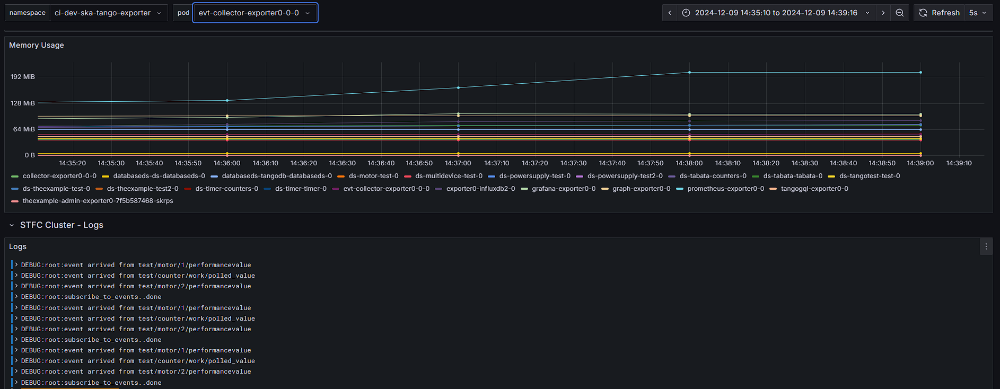 namespace ci-dev-ska-tango-exporter pod evt-collector-exporter0-0-0 2024-12-09 14:35:10 to 2024-12-09 14:39:16 Refresh 5s
Memory Usage
192 MiB
128 MiB
64 MiB
0 B
14:35:20 14:35:30 14:35:40 14:35:50 14:36:00 14:36:10 14:36:20 14:36:30 14:36:40 14:36:50 14:37:00 14:37:10 14:37:20 14:37:30 14:37:40 14:37:50 14:38:00 14:38:10 14:38:20 14:38:30 14:38:40 14:38:50 14:39:00 14:39:10
collector-exporter0-0-0 databaseds-ds-databaseds-0 databaseds-tangodb-databaseds-0 ds-motor-test-0 ds-multidevice-test-0 ds-powersupply-test-0 ds-powersupply-test2-0 ds-tabata-counters-0 ds-tabata-tabata-0 ds-tangotest-test-0
ds-theexample-test-0 ds-theexample-test2-0 ds-timer-counters-0 ds-timer-timer-0 evt-collector-exporter0-0-0 exporter0-influxdb2-0 grafana-exporter0-0 graph-exporter0-0 prometheus-exporter0-0 tangogql-exporter0-0
theexample-admin-exporter0-7f5b587468-skrps
STFC Cluster - Logs
Logs
DEBUG:root:event arrived from test/motor/1/performancevalue
DEBUG:root:event arrived from test/counter/work/polled_value
DEBUG:root:event arrived from test/motor/2/performancevalue
DEBUG:root:subscribe_to_events..done
DEBUG:root:event arrived from test/motor/1/performancevalue
DEBUG:root:event arrived from test/counter/work/polled_value
DEBUG:root:event arrived from test/motor/2/performancevalue
DEBUG:root:subscribe_to_events..done
DEBUG:root:event arrived from test/motor/1/performancevalue
DEBUG:root:event arrived from test/counter/work/polled_value
DEBUG:root:event arrived from test/motor/2/performancevalue
DEBUG:root:subscribe_to_events..done